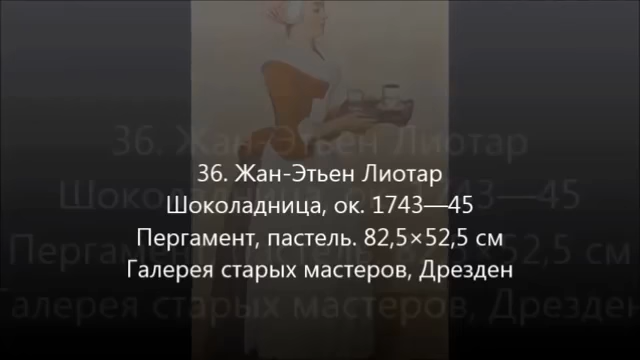 36. Жан-Этьен Лиотар
Шоколадница, ок. 1743—45
Пергамент, пастель. 82,5×52,5 см
Галерея старых мастеров, Дрезден